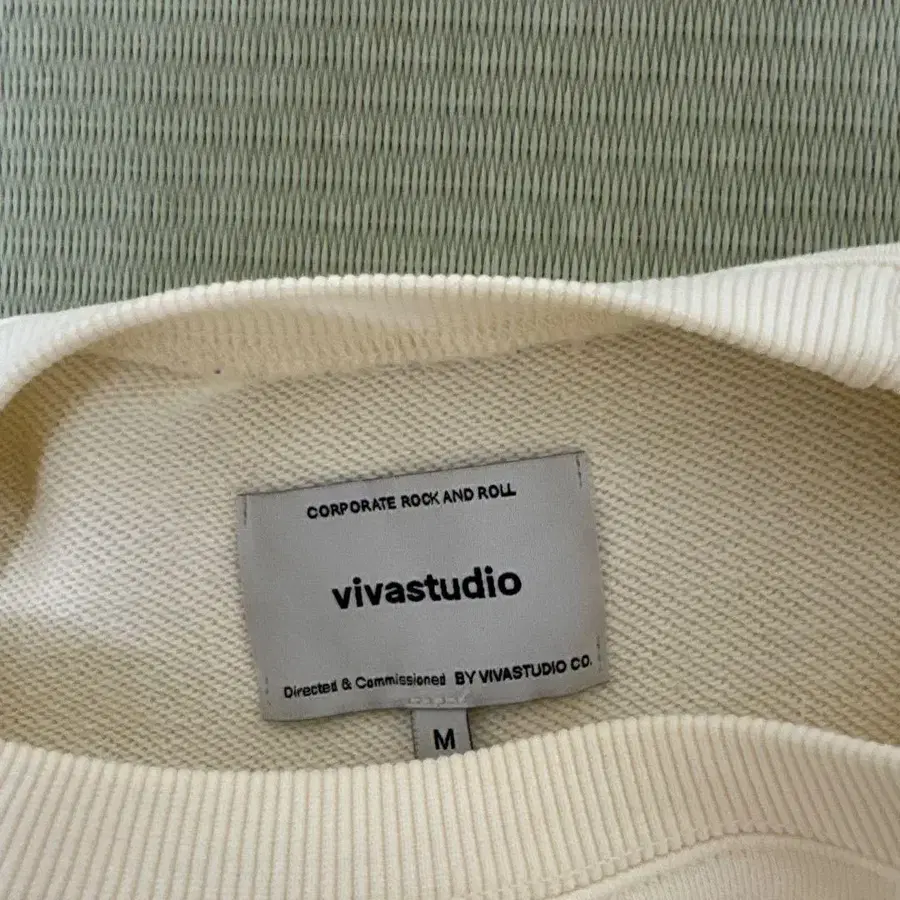 CORPORATE ROCK AND ROLL
vivastudio
Directed & Commissioned BY VIVASTUDIO CO.
M